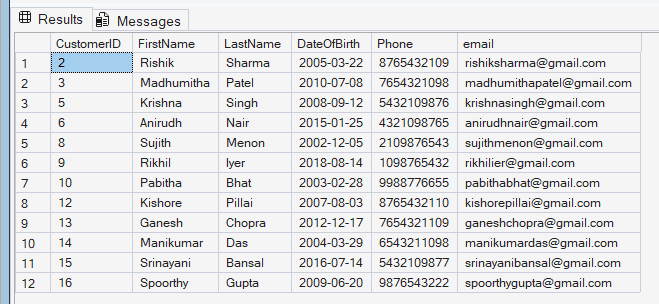 Results Messages
CustomerID FirstName LastName DateOfBirth Phone email
1 2 Rishik Sharma 2005-03-22 8765432109 rishiksharma@gmail.com
2 3 Madhumitha Patel 2010-07-08 7654321098 madhumithapatel@gmail.com
3 5 Krishna Singh 2008-09-12 5432109876 krishnasingh@gmail.com
4 6 Anirudh Nair 2015-01-25 4321098765 anirudhnair@gmail.com
5 8 Sujith Menon 2002-12-05 2109876543 sujithmenon@gmail.com
6 9 Rikhil Iyer 2018-08-14 1098765432 rikhilier@gmail.com
7 10 Pabitha Bhat 2003-02-28 9988776655 pabithabhat@gmail.com
8 12 Kishore Pillai 2007-08-03 8765432110 kishorepillai@gmail.com
9 13 Ganesh Chopra 2012-12-17 7654321109 ganeshchopra@gmail.com
10 14 Manikumar Das 2004-03-29 6543211098 manikumardas@gmail.com
11 15 Srinayani Bansal 2016-07-14 5432109877 srinayanibansal@gmail.com
12 16 Spoorthy Gupta 2009-06-20 9876543222 spoorthygupta@gmail.com